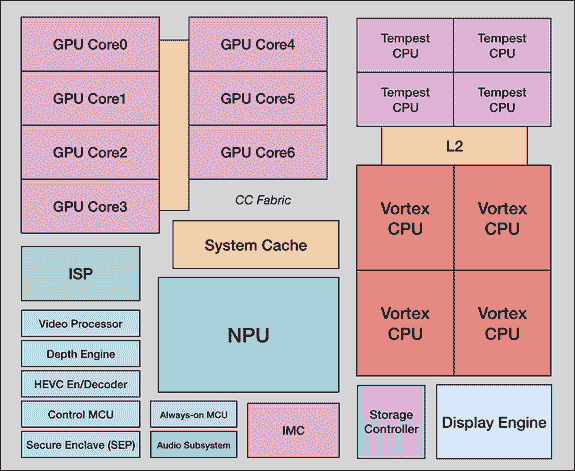 GPU Core0
GPU Core4
Tempest
CPU
Tempest
CPU
GPU Core1
GPU Core5
Tempest
CPU
Tempest
CPU
GPU Core2
GPU Core6
L2
GPU Core3
CC Fabric
Vortex
CPU
Vortex
CPU
System Cache
ISP
NPU
Vortex
CPU
Vortex
CPU
Video Processor
Depth Engine
HEVC En/Decoder
Control MCU
Always-on MCU
IMC
Storage
Controller
Display Engine
Secure Enclave (SEP)
Audio Subsystem